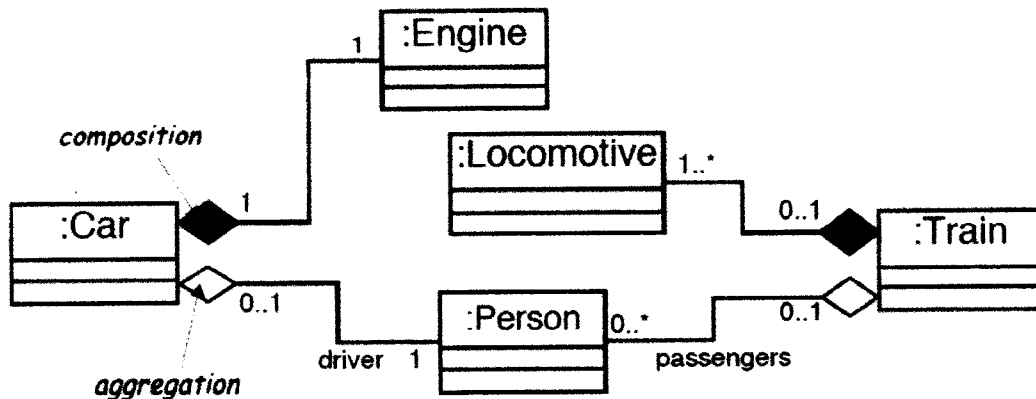 :Engine
1
composition
:Locomotive
1..*
1
0..1
:Car
:Train
0..1
:Person
0..*
0..1
driver
1
passengers
aggregation